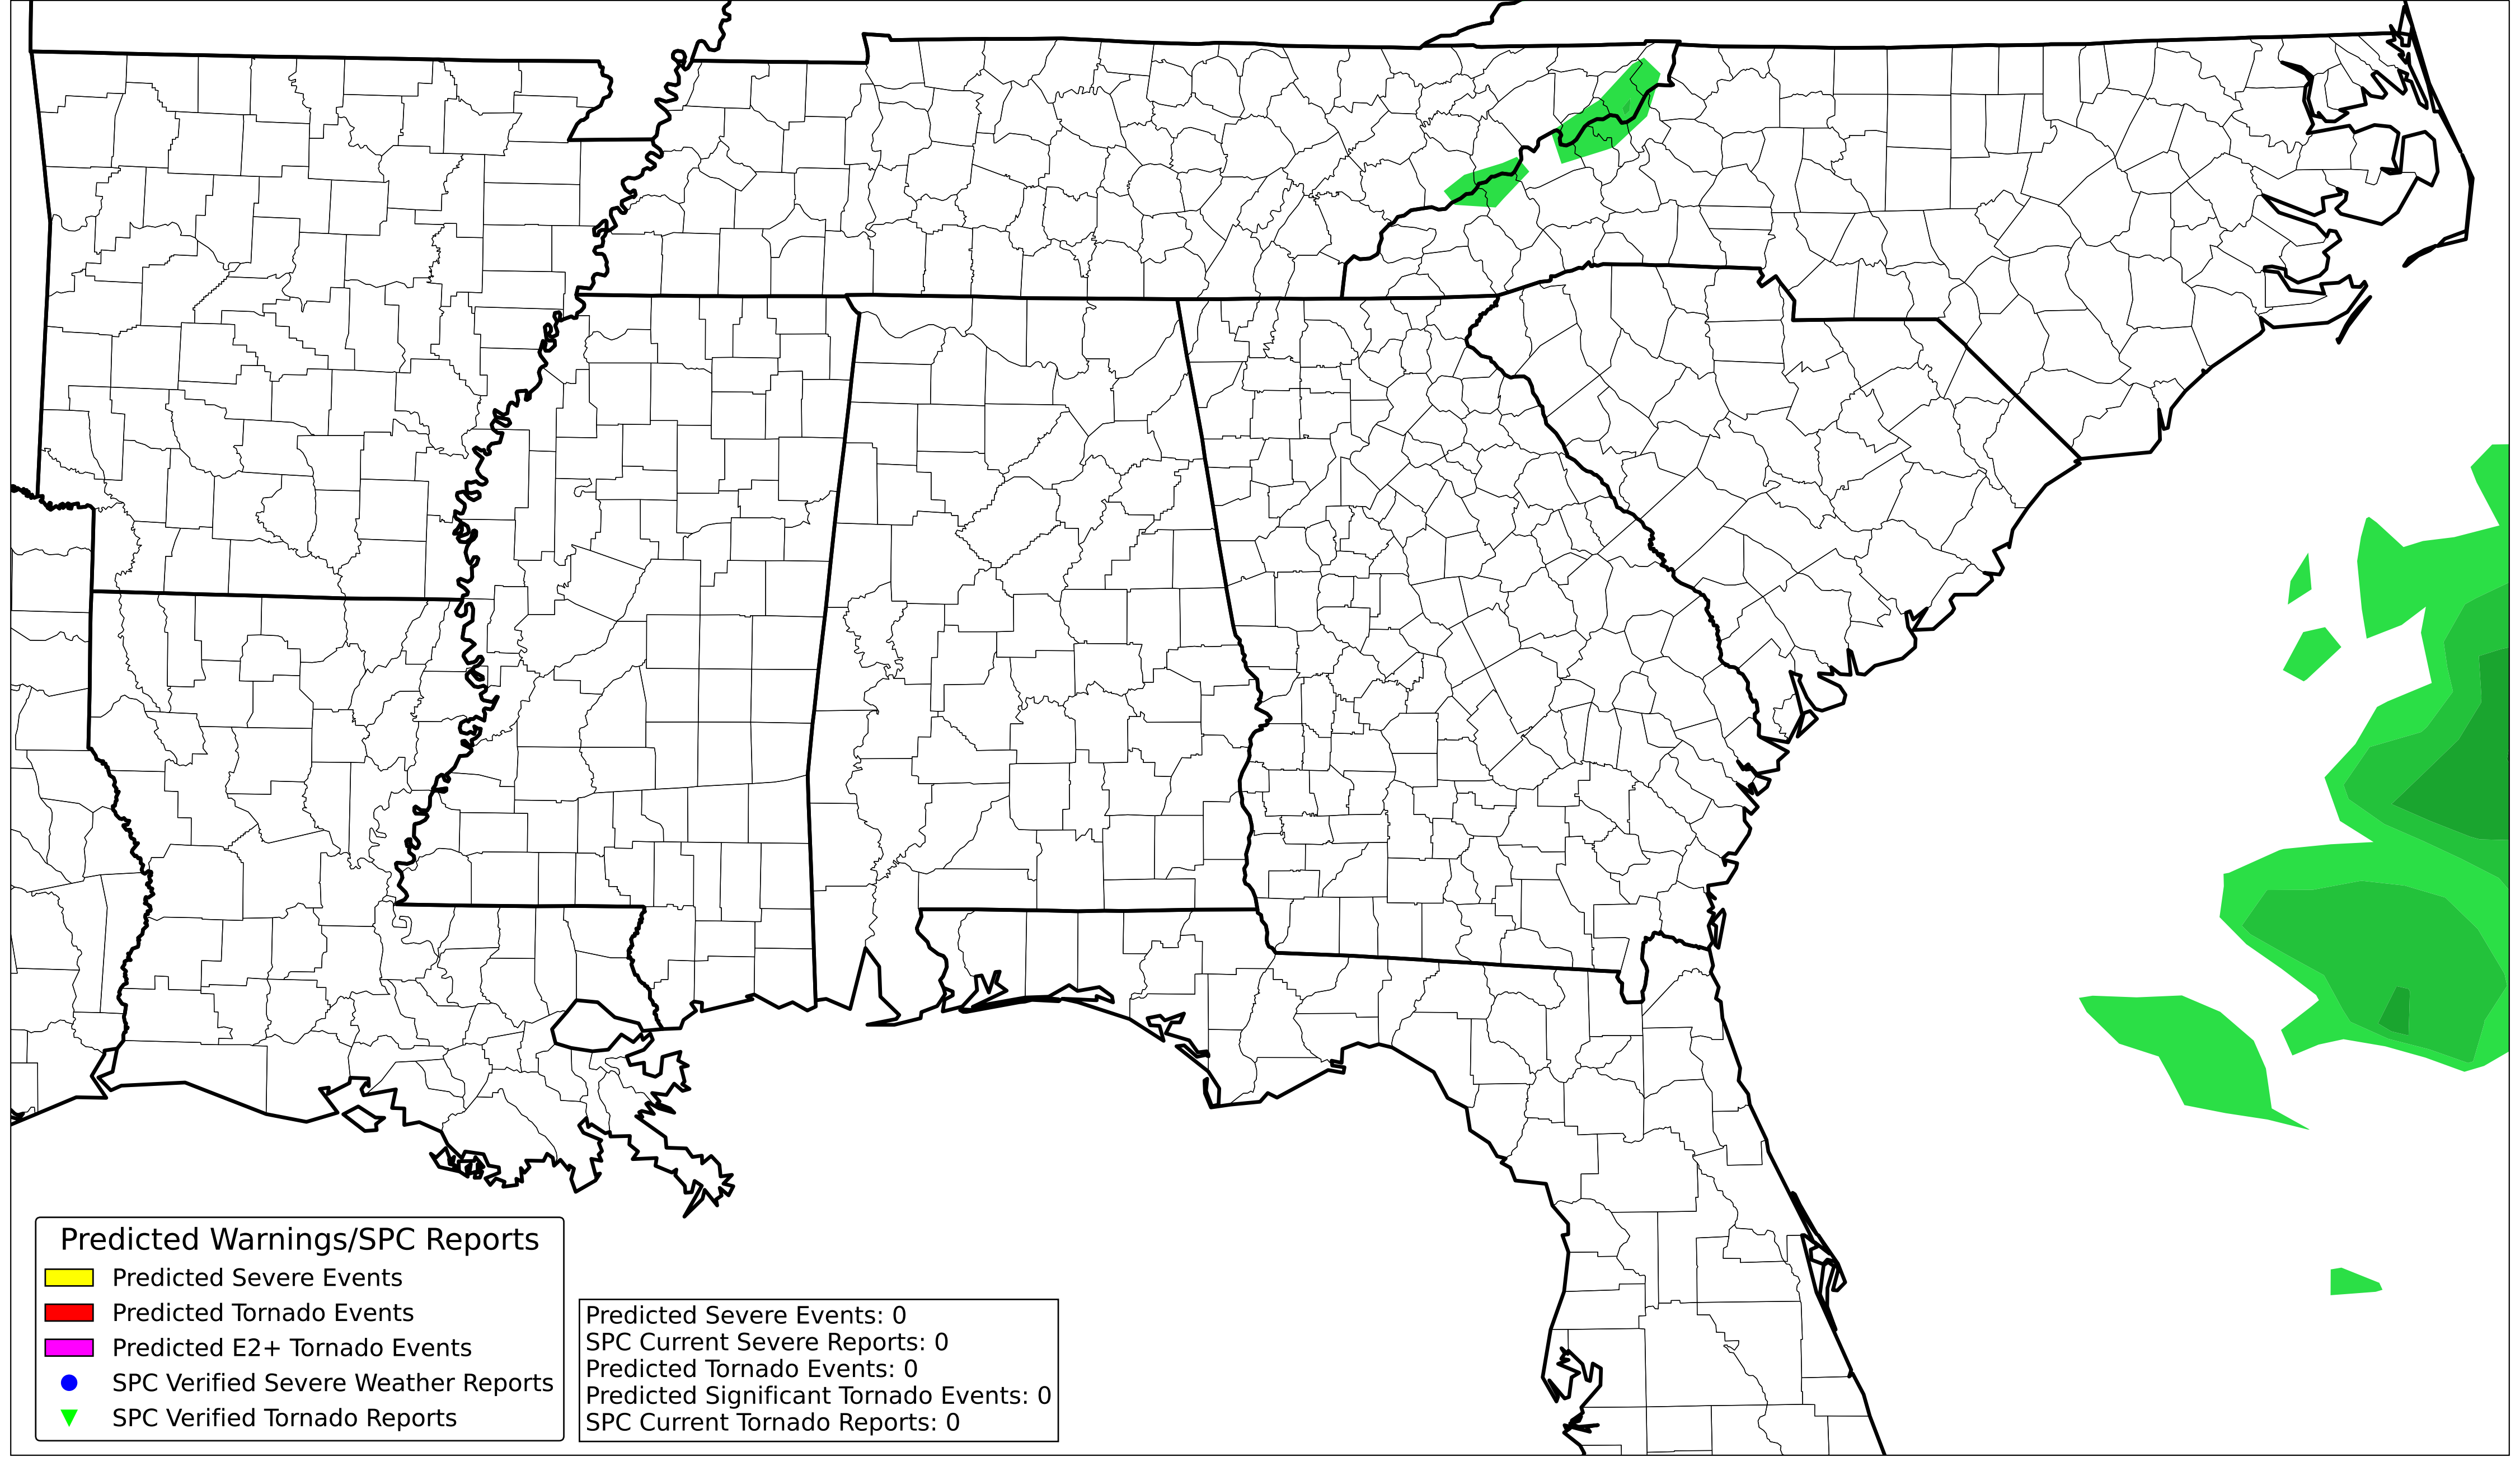 Predicted Warnings/SPC Reports
Predicted Severe Events
Predicted Tornado Events
Predicted E2+ Tornado Events
SPC Verified Severe Weather Reports
SPC Verified Tornado Reports
Predicted Severe Events: 0
SPC Current Severe Reports: 0
Predicted Tornado Events: 0
Predicted Significant Tornado Events: 0
SPC Current Tornado Reports: 0